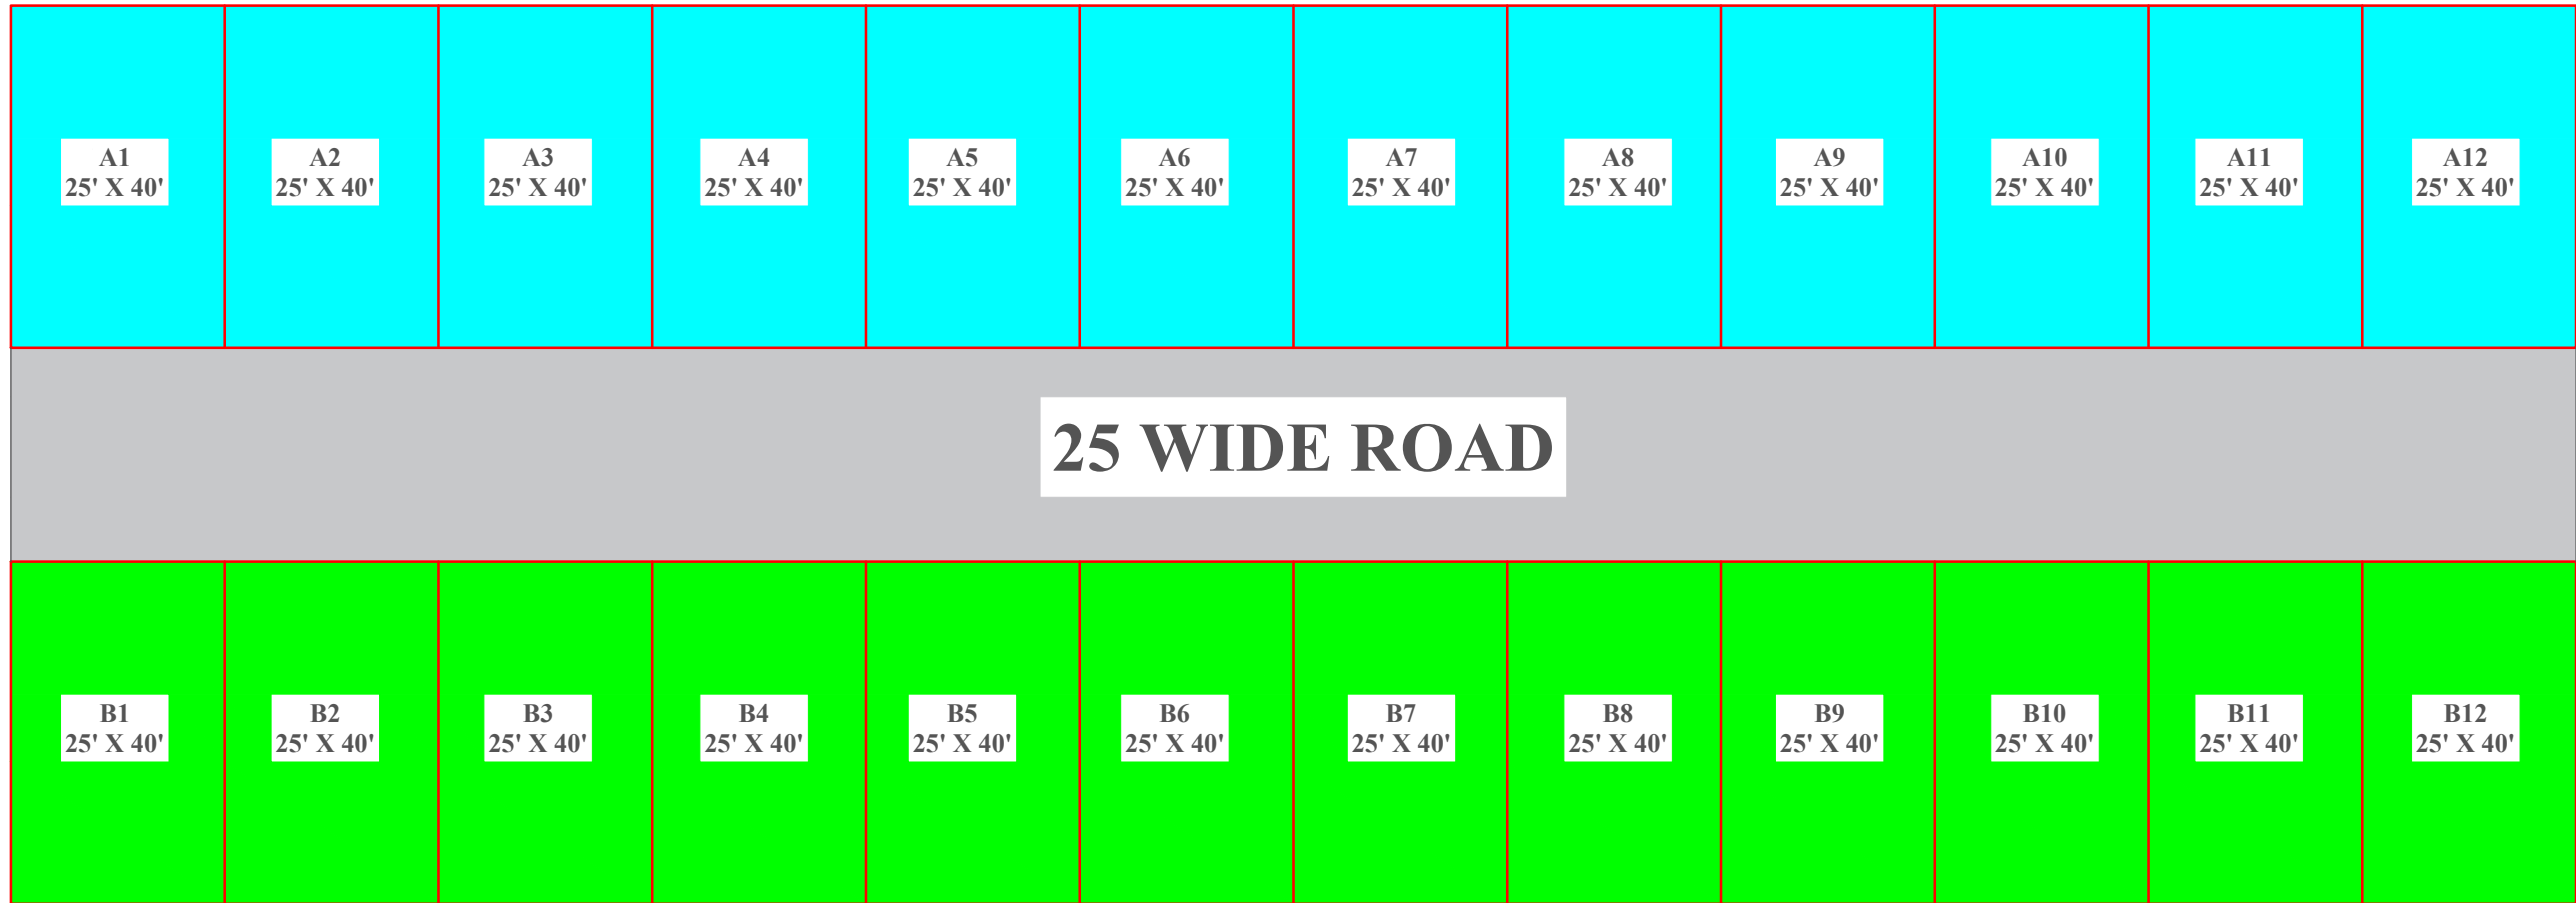 A1
25' X 40'
A2
25' X 40'
A3
25' X 40'
A4
25' X 40'
A5
25' X 40'
A6
25' X 40'
A7
25' X 40'
A8
25' X 40'
A9
25' X 40'
A10
25' X 40'
A11
25' X 40'
A12
25' X 40'
25 WIDE ROAD
B1
25' X 40'
B2
25' X 40'
B3
25' X 40'
B4
25' X 40'
B5
25' X 40'
B6
25' X 40'
B7
25' X 40'
B8
25' X 40'
B9
25' X 40'
B10
25' X 40'
B11
25' X 40'
B12
25' X 40'